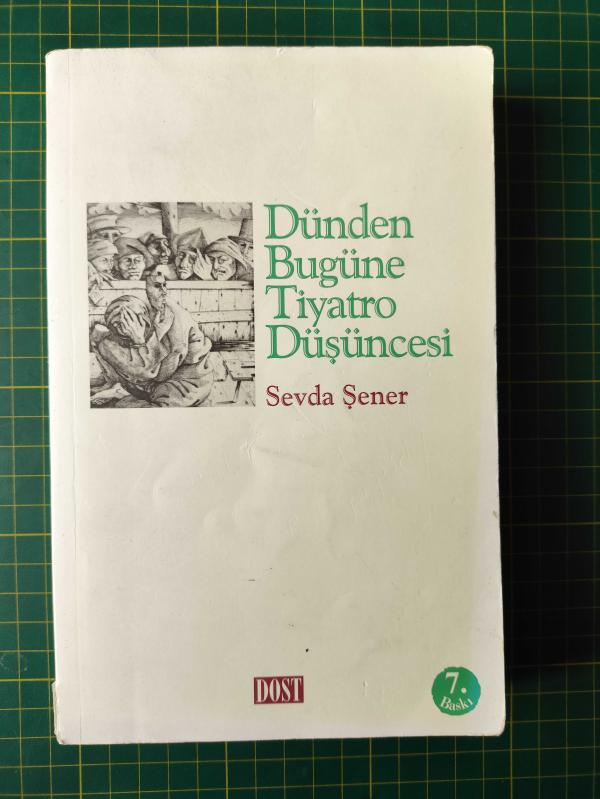 Dünden
Bugüne
Tiyatro
Düşüncesi
Sevda Şener
DOST
7.
Baskı